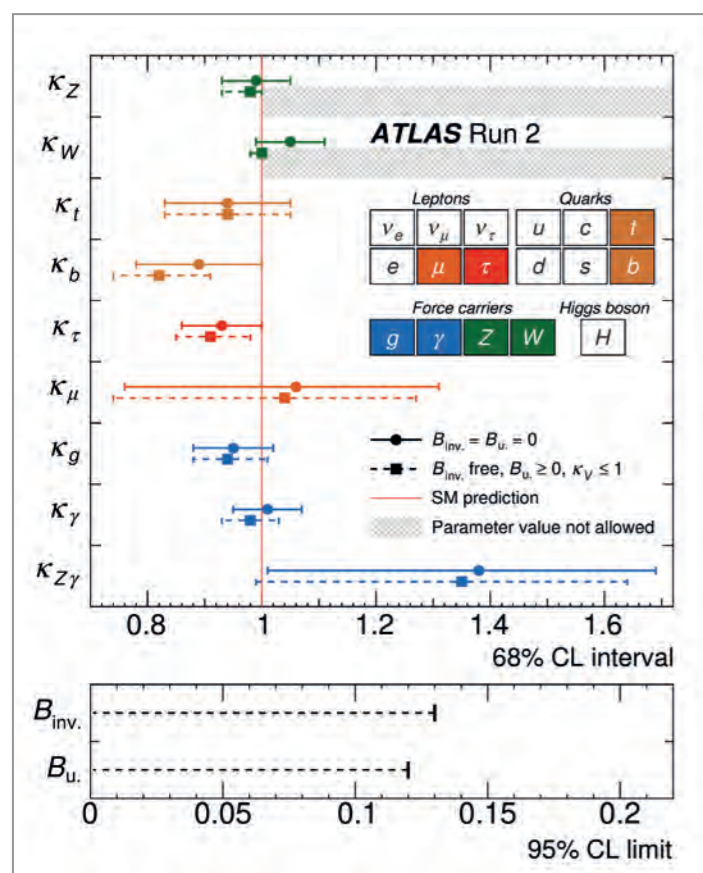 κZ
κW
ATLAS Run 2
κt
Leptons Quarks
νe νμ ντ u c t
κb
e μ τ d s b
Force carriers Higgs boson
κτ
g γ Z W H
κμ
κg
Binv. = Bu. = 0
Binv. free, Bu. ≥ 0, κV ≤ 1
SM prediction
κγ
Parameter value not allowed
κZγ
0.8 1 1.2 1.4 1.6
68% CL interval
Binv.
Bu.
0 0.05 0.1 0.15 0.2
95% CL limit